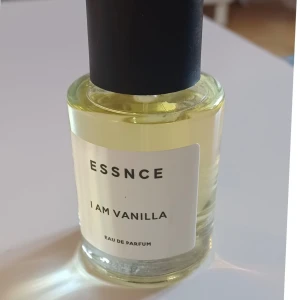 ESSNCE
I AM VANILLA
EAU DE PARFUM